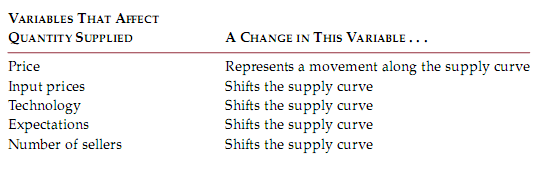 VARIABLES THAT AFFECT
QUANTITY SUPPLIED A CHANGE IN THIS VARIABLE . . .
Price Represents a movement along the supply curve
Input prices Shifts the supply curve
Technology Shifts the supply curve
Expectations Shifts the supply curve
Number of sellers Shifts the supply curve